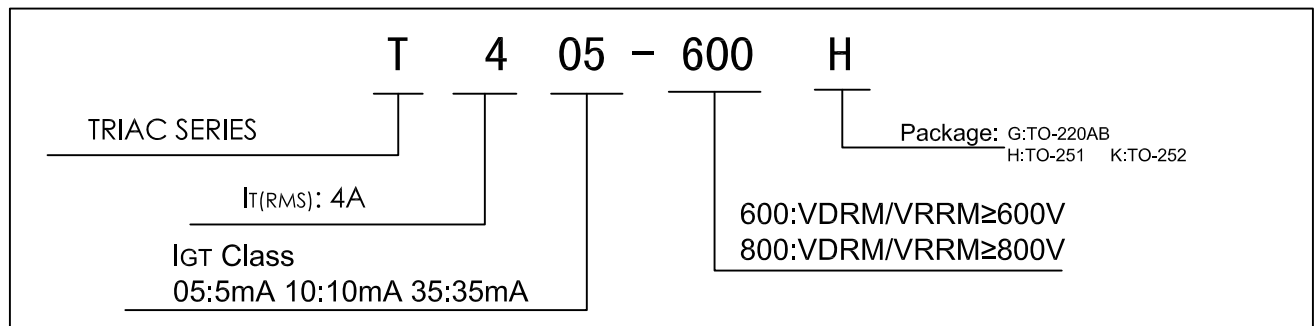 T 4 05 - 600 H
TRIAC SERIES
Package: G:TO-220AB
H:TO-251 K:TO-252
IT(RMS): 4A
600:VDRM/VRRM≥600V
800:VDRM/VRRM≥800V
IGT Class
05:5mA 10:10mA 35:35mA